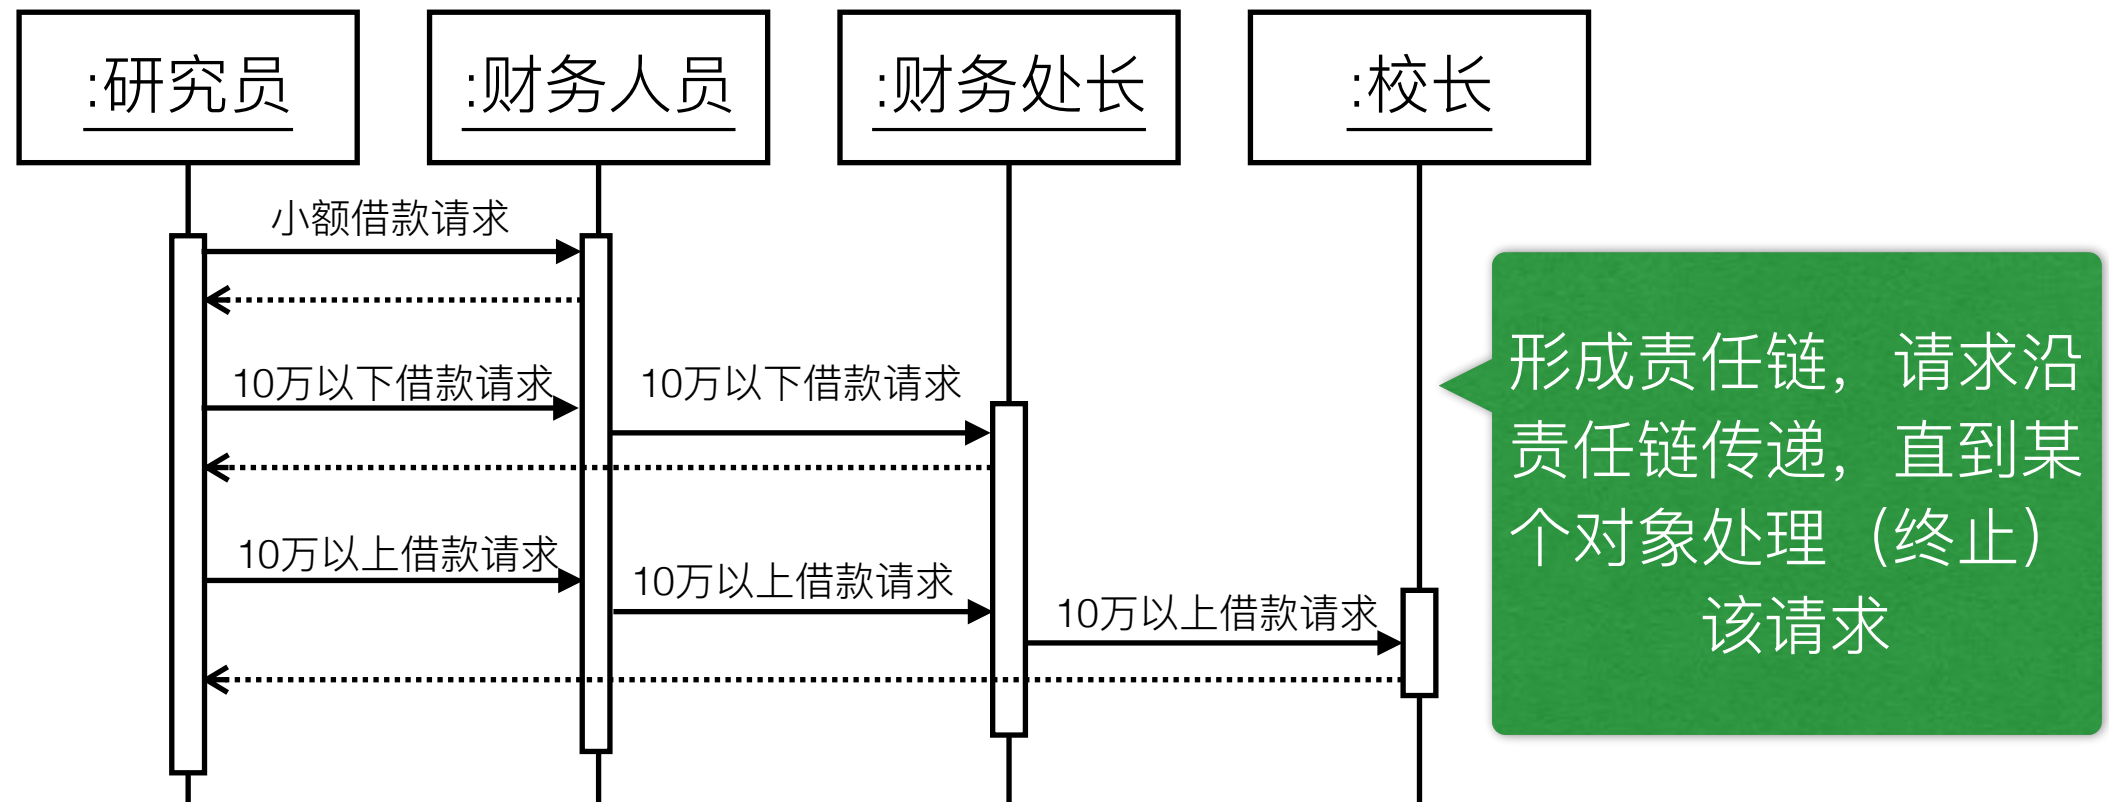 :研究员
:财务人员
:财务处长
:校长
小额借款请求
10万以下借款请求
10万以下借款请求
10万以上借款请求
10万以上借款请求
10万以上借款请求
形成责任链，请求沿
责任链传递，直到某
个对象处理（终止）
该请求